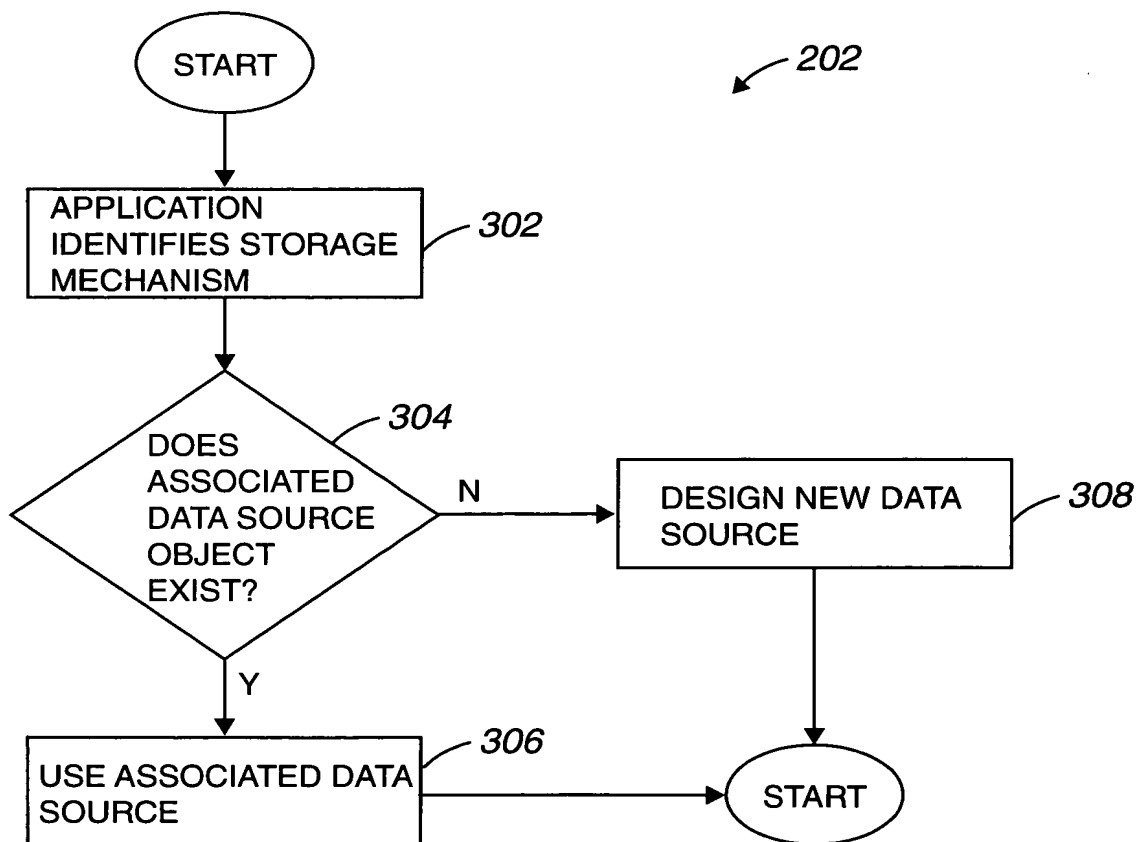 START
202
APPLICATION
IDENTIFIES STORAGE
MECHANISM
302
304
DOES
ASSOCIATED
DATA SOURCE
OBJECT
EXIST?
N
DESIGN NEW DATA
SOURCE
308
Y
306
USE ASSOCIATED DATA
SOURCE
START